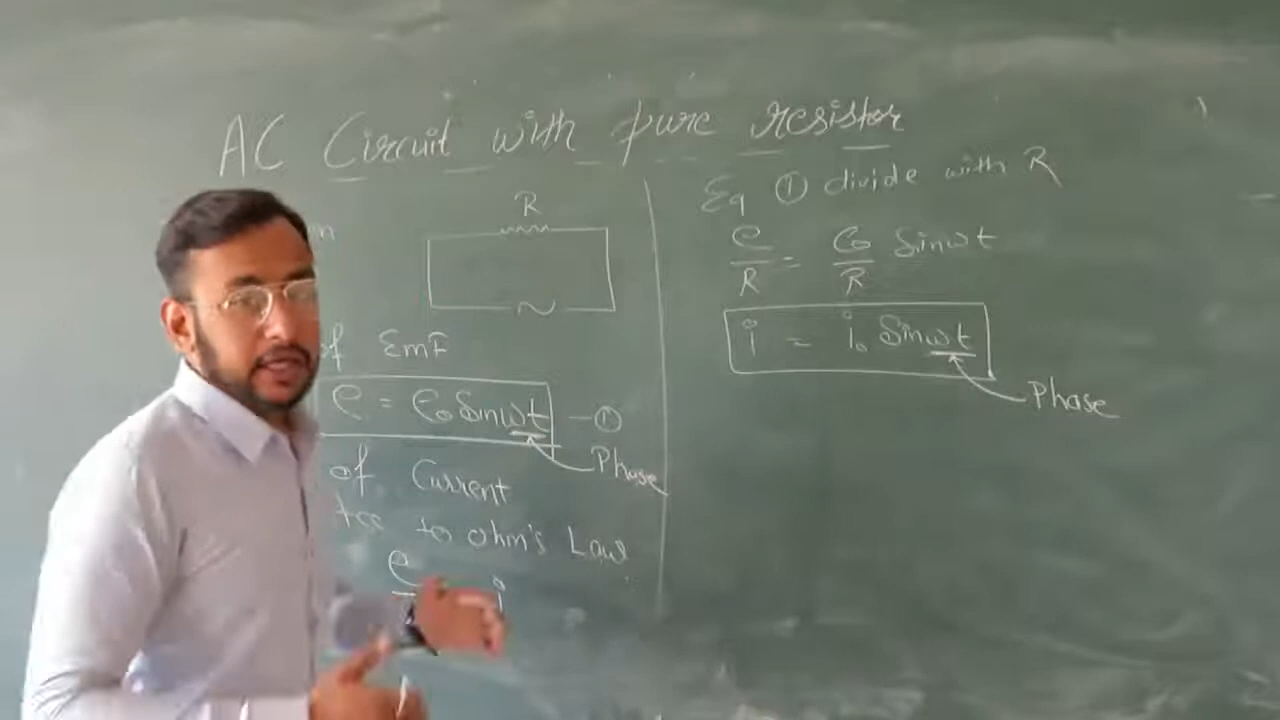 AC Circuit with pure resistor
R
of EmF
e = e₀ Sinωt —①
Phase
of Current
to ohm's Law
e
i
Eq ① divide with R
e/R = e₀/R Sinωt
i = i₀ Sinωt
Phase